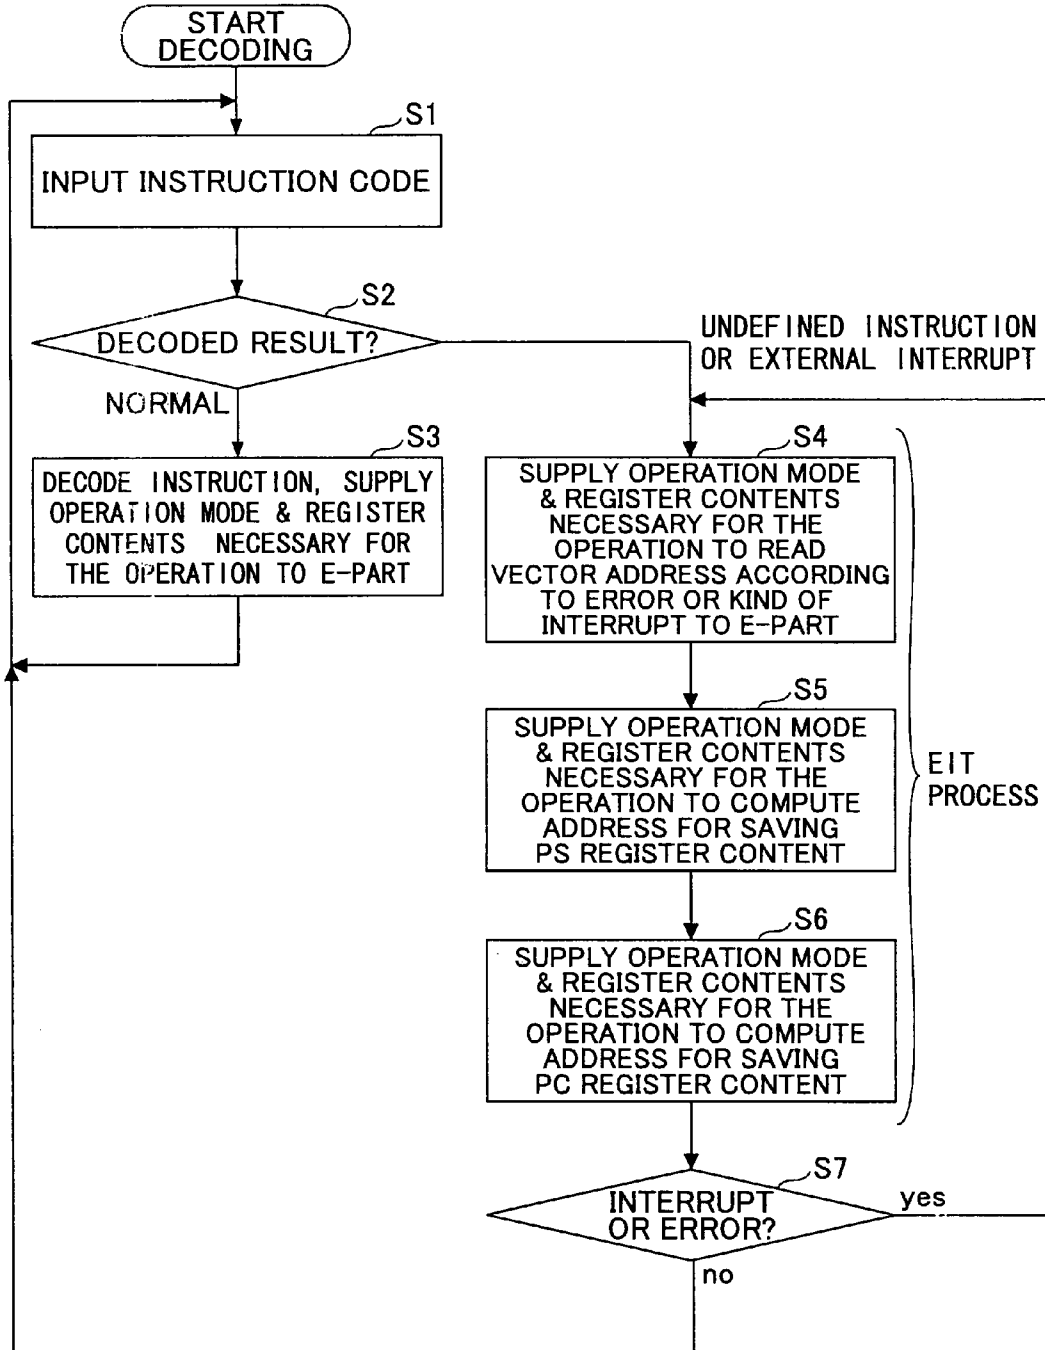 START
DECODING
S1
INPUT INSTRUCTION CODE
S2
DECODED RESULT?
UNDEFINED INSTRUCTION
OR EXTERNAL INTERRUPT
NORMAL
S3
DECODE INSTRUCTION, SUPPLY
OPERATION MODE & REGISTER
CONTENTS NECESSARY FOR
THE OPERATION TO E-PART
S4
SUPPLY OPERATION MODE
& REGISTER CONTENTS
NECESSARY FOR THE
OPERATION TO READ
VECTOR ADDRESS ACCORDING
TO ERROR OR KIND OF
INTERRUPT TO E-PART
S5
SUPPLY OPERATION MODE
& REGISTER CONTENTS
NECESSARY FOR THE
OPERATION TO COMPUTE
ADDRESS FOR SAVING
PS REGISTER CONTENT
EIT
PROCESS
S6
SUPPLY OPERATION MODE
& REGISTER CONTENTS
NECESSARY FOR THE
OPERATION TO COMPUTE
ADDRESS FOR SAVING
PC REGISTER CONTENT
S7
INTERRUPT
OR ERROR?
yes
no